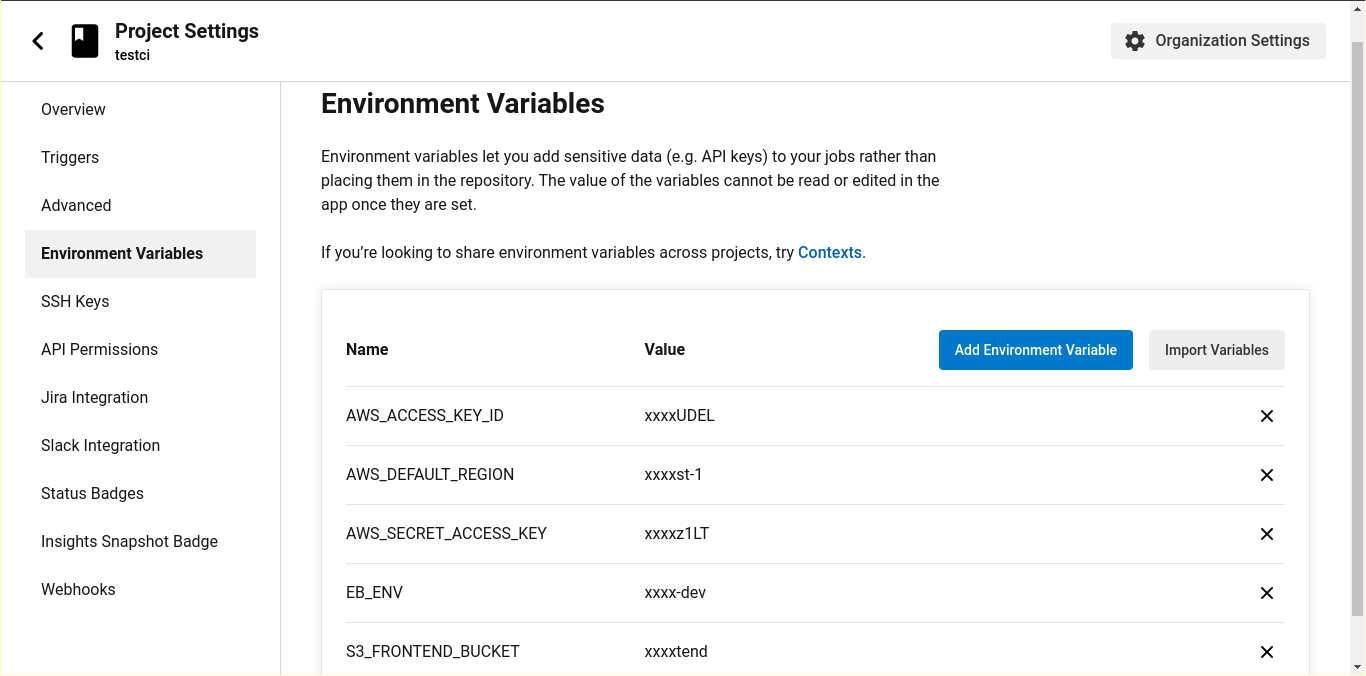 Project Settings
testci
Organization Settings
Overview
Triggers
Advanced
Environment Variables
SSH Keys
API Permissions
Jira Integration
Slack Integration
Status Badges
Insights Snapshot Badge
Webhooks
Environment Variables
Environment variables let you add sensitive data (e.g. API keys) to your jobs rather than
placing them in the repository. The value of the variables cannot be read or edited in the
app once they are set.
If you’re looking to share environment variables across projects, try Contexts.
Name Value Add Environment Variable Import Variables
AWS_ACCESS_KEY_ID xxxxUDEL
AWS_DEFAULT_REGION xxxxst-1
AWS_SECRET_ACCESS_KEY xxxxz1LT
EB_ENV xxxx-dev
S3_FRONTEND_BUCKET xxxxtend